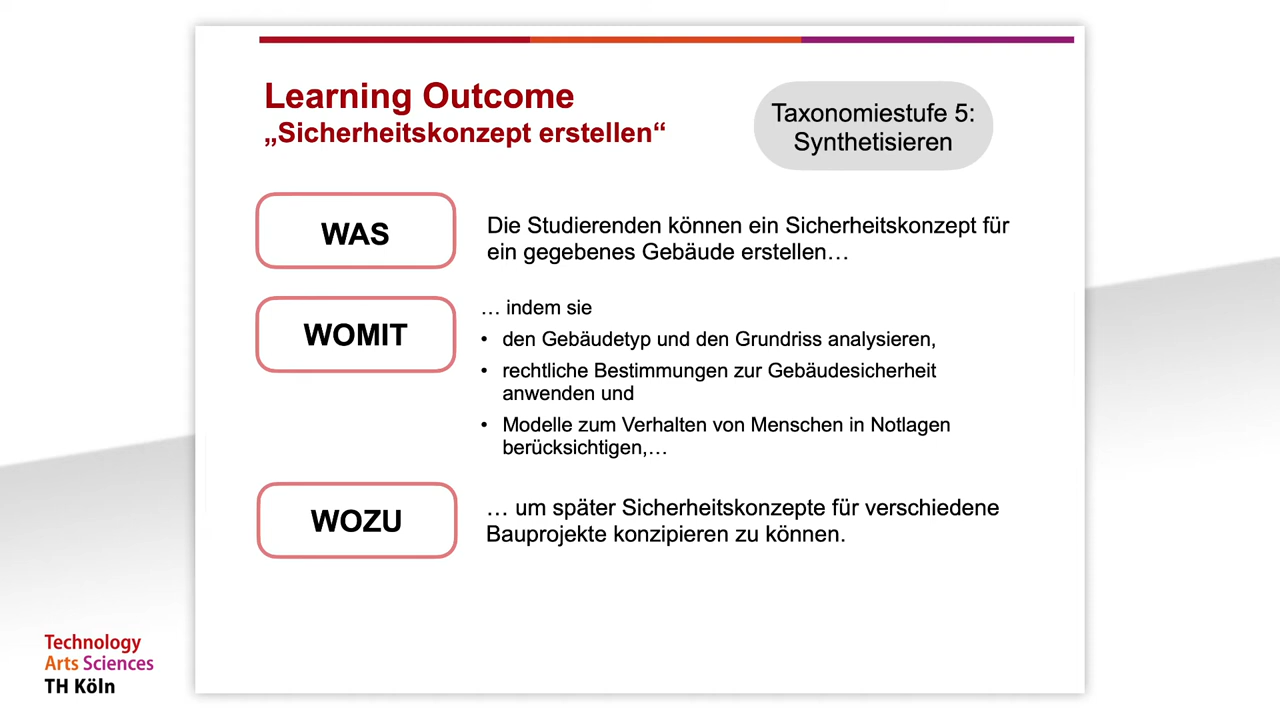 Learning Outcome
„Sicherheitskonzept erstellen“
Taxonomiestufe 5:
Synthetisieren
WAS
Die Studierenden können ein Sicherheitskonzept für
ein gegebenes Gebäude erstellen…
WOMIT
… indem sie
• den Gebäudetyp und den Grundriss analysieren,
• rechtliche Bestimmungen zur Gebäudesicherheit
anwenden und
• Modelle zum Verhalten von Menschen in Notlagen
berücksichtigen,…
WOZU
… um später Sicherheitskonzepte für verschiedene
Bauprojekte konzipieren zu können.
Technology
Arts Sciences
TH Köln